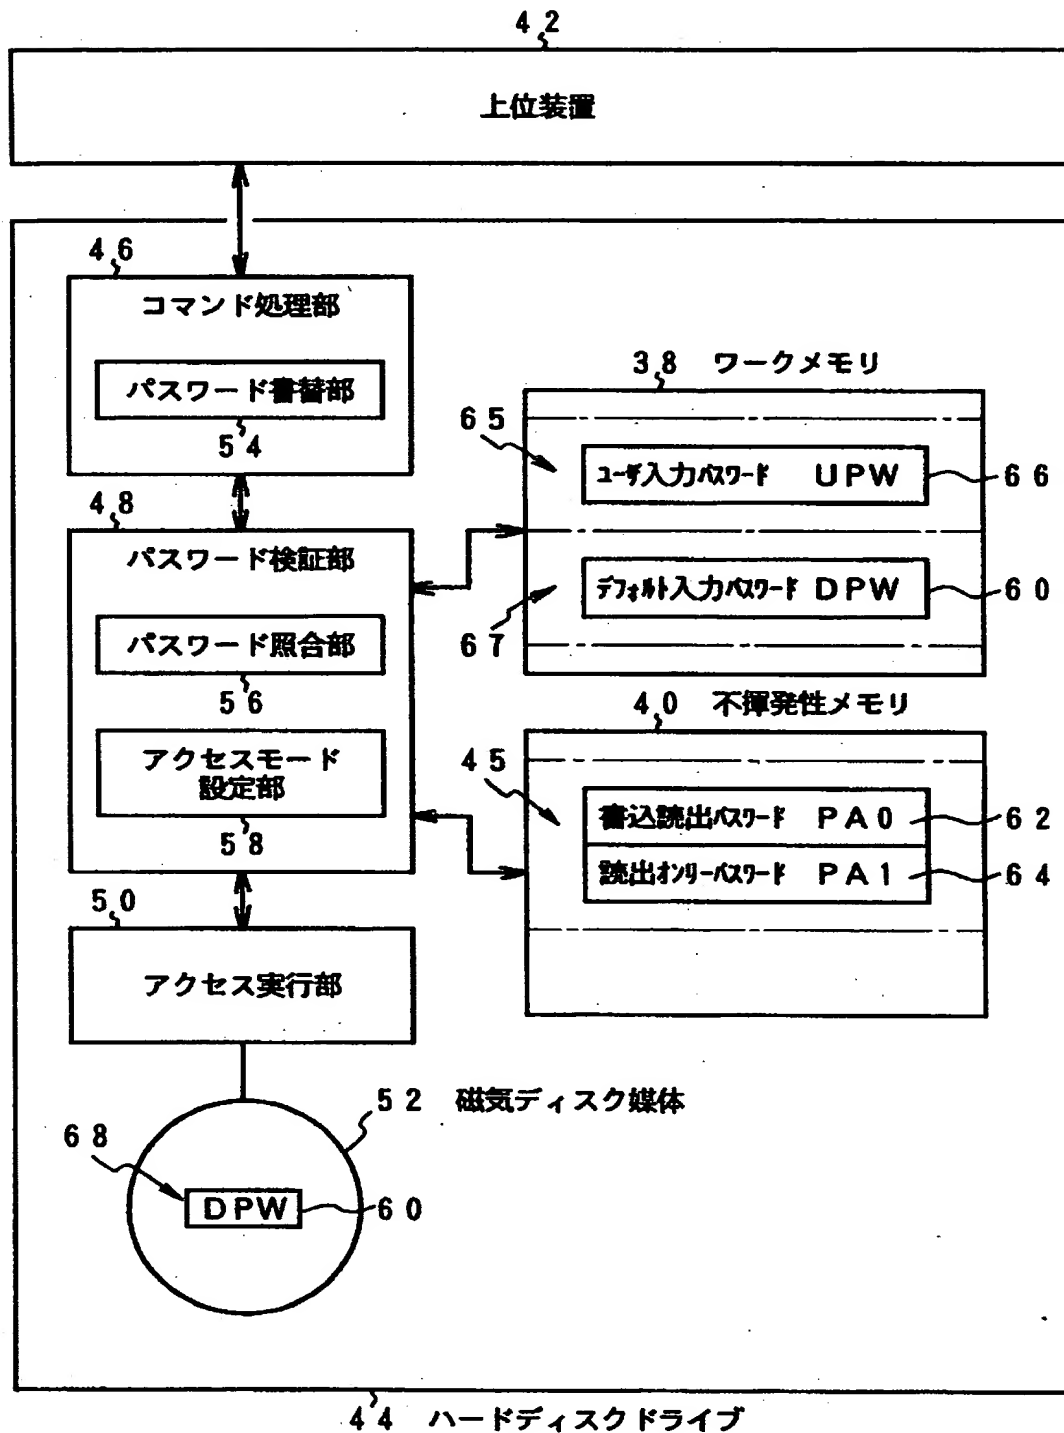 42
上位装置
46
コマンド処理部
パスワード書替部
54
48
パスワード検証部
パスワード照合部
56
アクセスモード
設定部
58
50
アクセス実行部
38 ワークメモリ
65
ユーザ入力パスワード UPW 66
デフォルト入力パスワード DPW 60
67
40 不揮発性メモリ
45
書込読出パスワード PA0 62
読出オンリーパスワード PA1 64
52 磁気ディスク媒体
68
DPW 60
44 ハードディスクドライブ